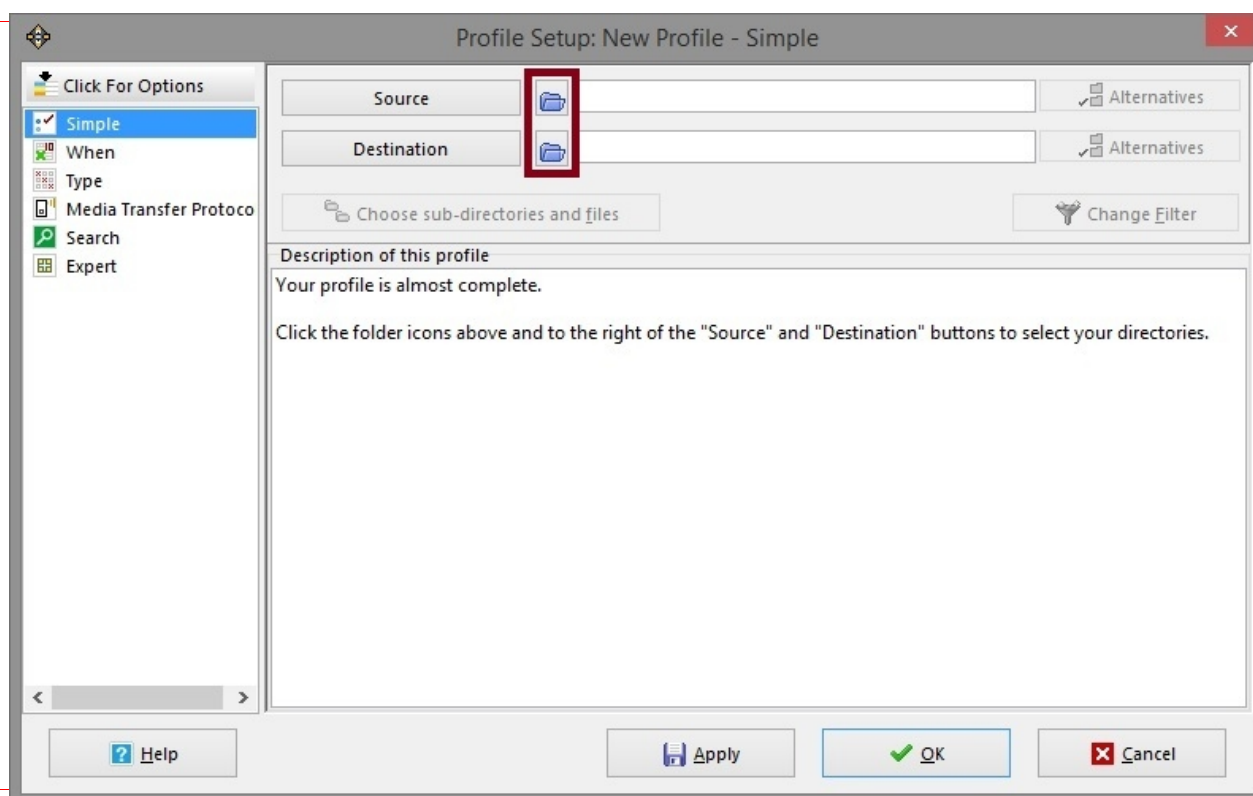 Profile Setup: New Profile - Simple
Click For Options
Simple
When
Type
Media Transfer Protoco
Search
Expert
Source
Alternatives
Destination
Alternatives
Choose sub-directories and files
Change Filter
Description of this profile
Your profile is almost complete.
Click the folder icons above and to the right of the "Source" and "Destination" buttons to select your directories.
Help
Apply
OK
Cancel